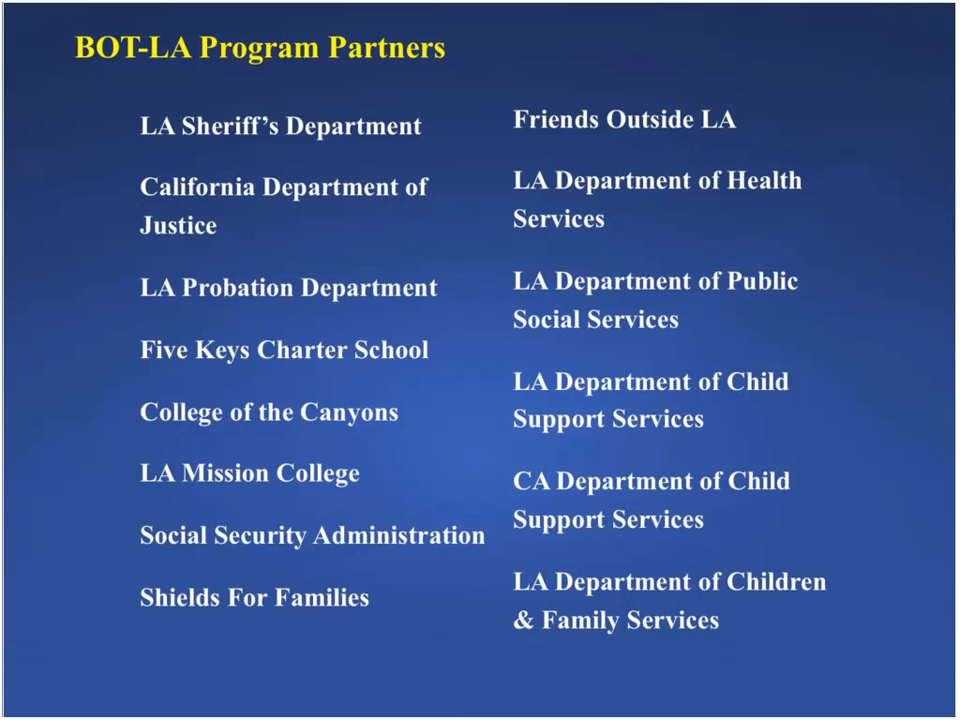 BOT-LA Program Partners
LA Sheriff’s Department
California Department of
Justice
LA Probation Department
Five Keys Charter School
College of the Canyons
LA Mission College
Social Security Administration
Shields For Families
Friends Outside LA
LA Department of Health
Services
LA Department of Public
Social Services
LA Department of Child
Support Services
CA Department of Child
Support Services
LA Department of Children
& Family Services